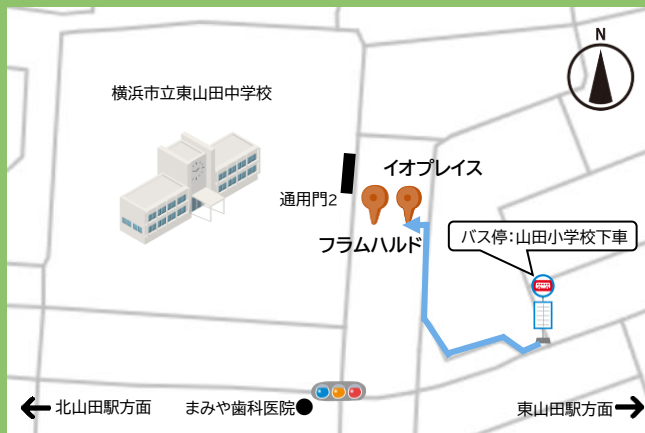 N
横浜市立東山田中学校
イオプレイス
通用門2
フラムハルド
バス停:山田小学校下車
北山田駅方面
まみや歯科医院
東山田駅方面